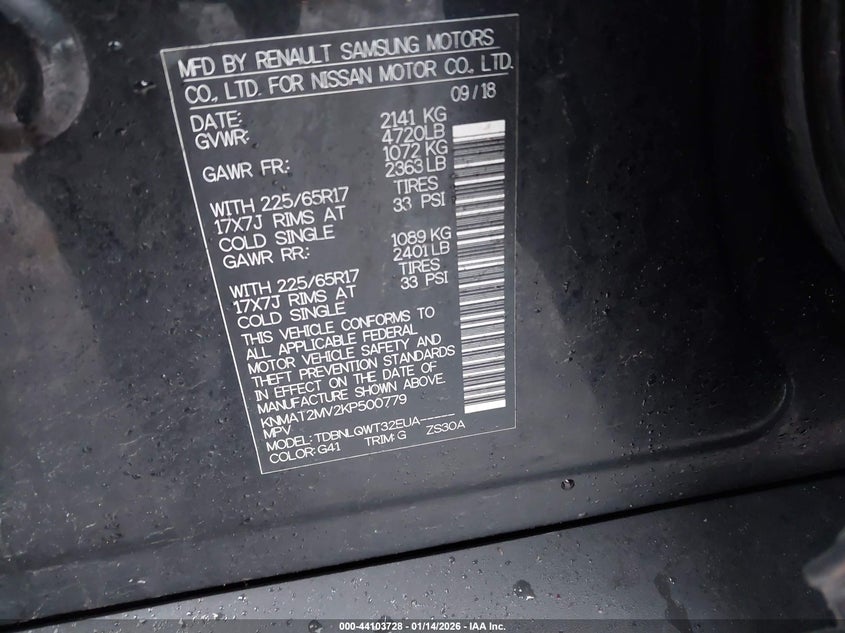 MFD BY RENAULT SAMSUNG MOTORS
CO., LTD. FOR NISSAN MOTOR CO., LTD.
09/18
DATE: 2141 KG
GVWR: 4720LB
1072 KG
GAWR FR: 2363 LB
TIRES
WITH 225/65R17 33 PSI
17X7J RIMS AT
COLD SINGLE 1089 KG
GAWR RR: 2401 LB
TIRES
WITH 225/65R17 33 PSI
17X7J RIMS AT
COLD SINGLE
THIS VEHICLE CONFORMS TO
ALL APPLICABLE FEDERAL
MOTOR VEHICLE SAFETY AND
THEFT PREVENTION STANDARDS
IN EFFECT ON THE DATE OF
MANUFACTURE SHOWN ABOVE.
KNMAT2MV2KP500779
MPV
MODEL: TDBNLQWT32EUA-----
COLOR: G41 TRIM: G ZS30A
000-44103728 - 01/14/2026 - IAA Inc.